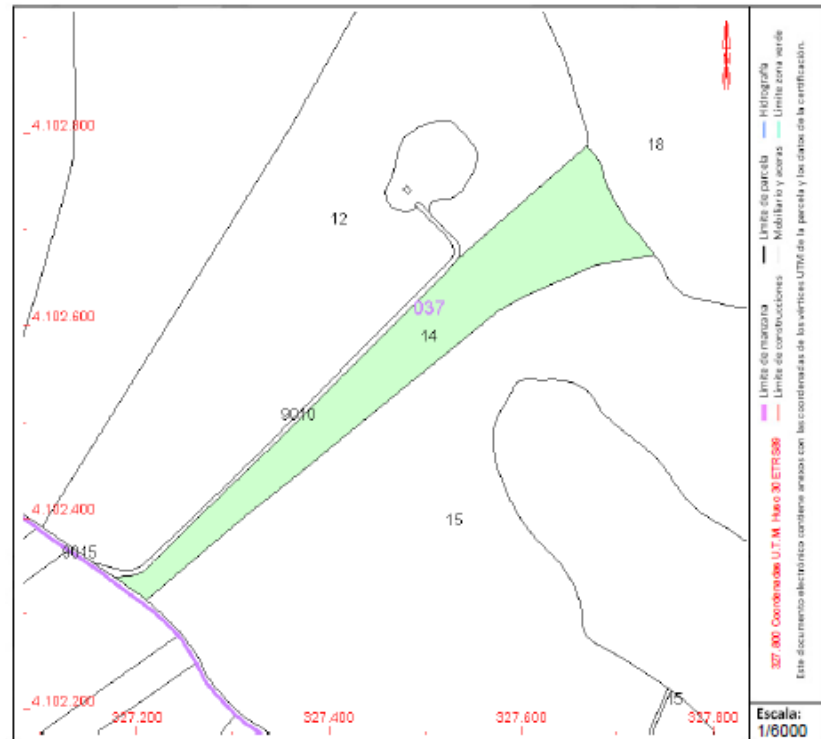 4.102.800
18
12
4.102.600
037
14
9010
4.102.400
15
9015
4.102.200
15
327.200
327.400
327.600
327.800
Límite de manzana
Límite de parcela
Hidrografía
Límite de construcciones
Mobiliario y aceras
Límite zona verde
327.800 Coordenadas U.T.M. Huso 30 ETRS89
Este documento electrónico contiene anexos con las coordenadas de los vértices UTM de la parcela y los datos de la certificación.
Escala:
1/6000